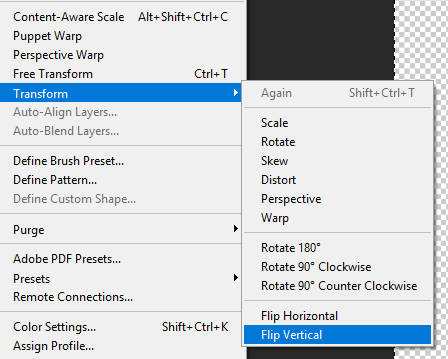 Content-Aware Scale Alt+Shift+Ctrl+C
Puppet Warp
Perspective Warp
Free Transform Ctrl+T
Transform
Auto-Align Layers...
Auto-Blend Layers...
Define Brush Preset...
Define Pattern...
Define Custom Shape...
Purge
Adobe PDF Presets...
Presets
Remote Connections...
Color Settings... Shift+Ctrl+K
Assign Profile...
Again Shift+Ctrl+T
Scale
Rotate
Skew
Distort
Perspective
Warp
Rotate 180°
Rotate 90° Clockwise
Rotate 90° Counter Clockwise
Flip Horizontal
Flip Vertical